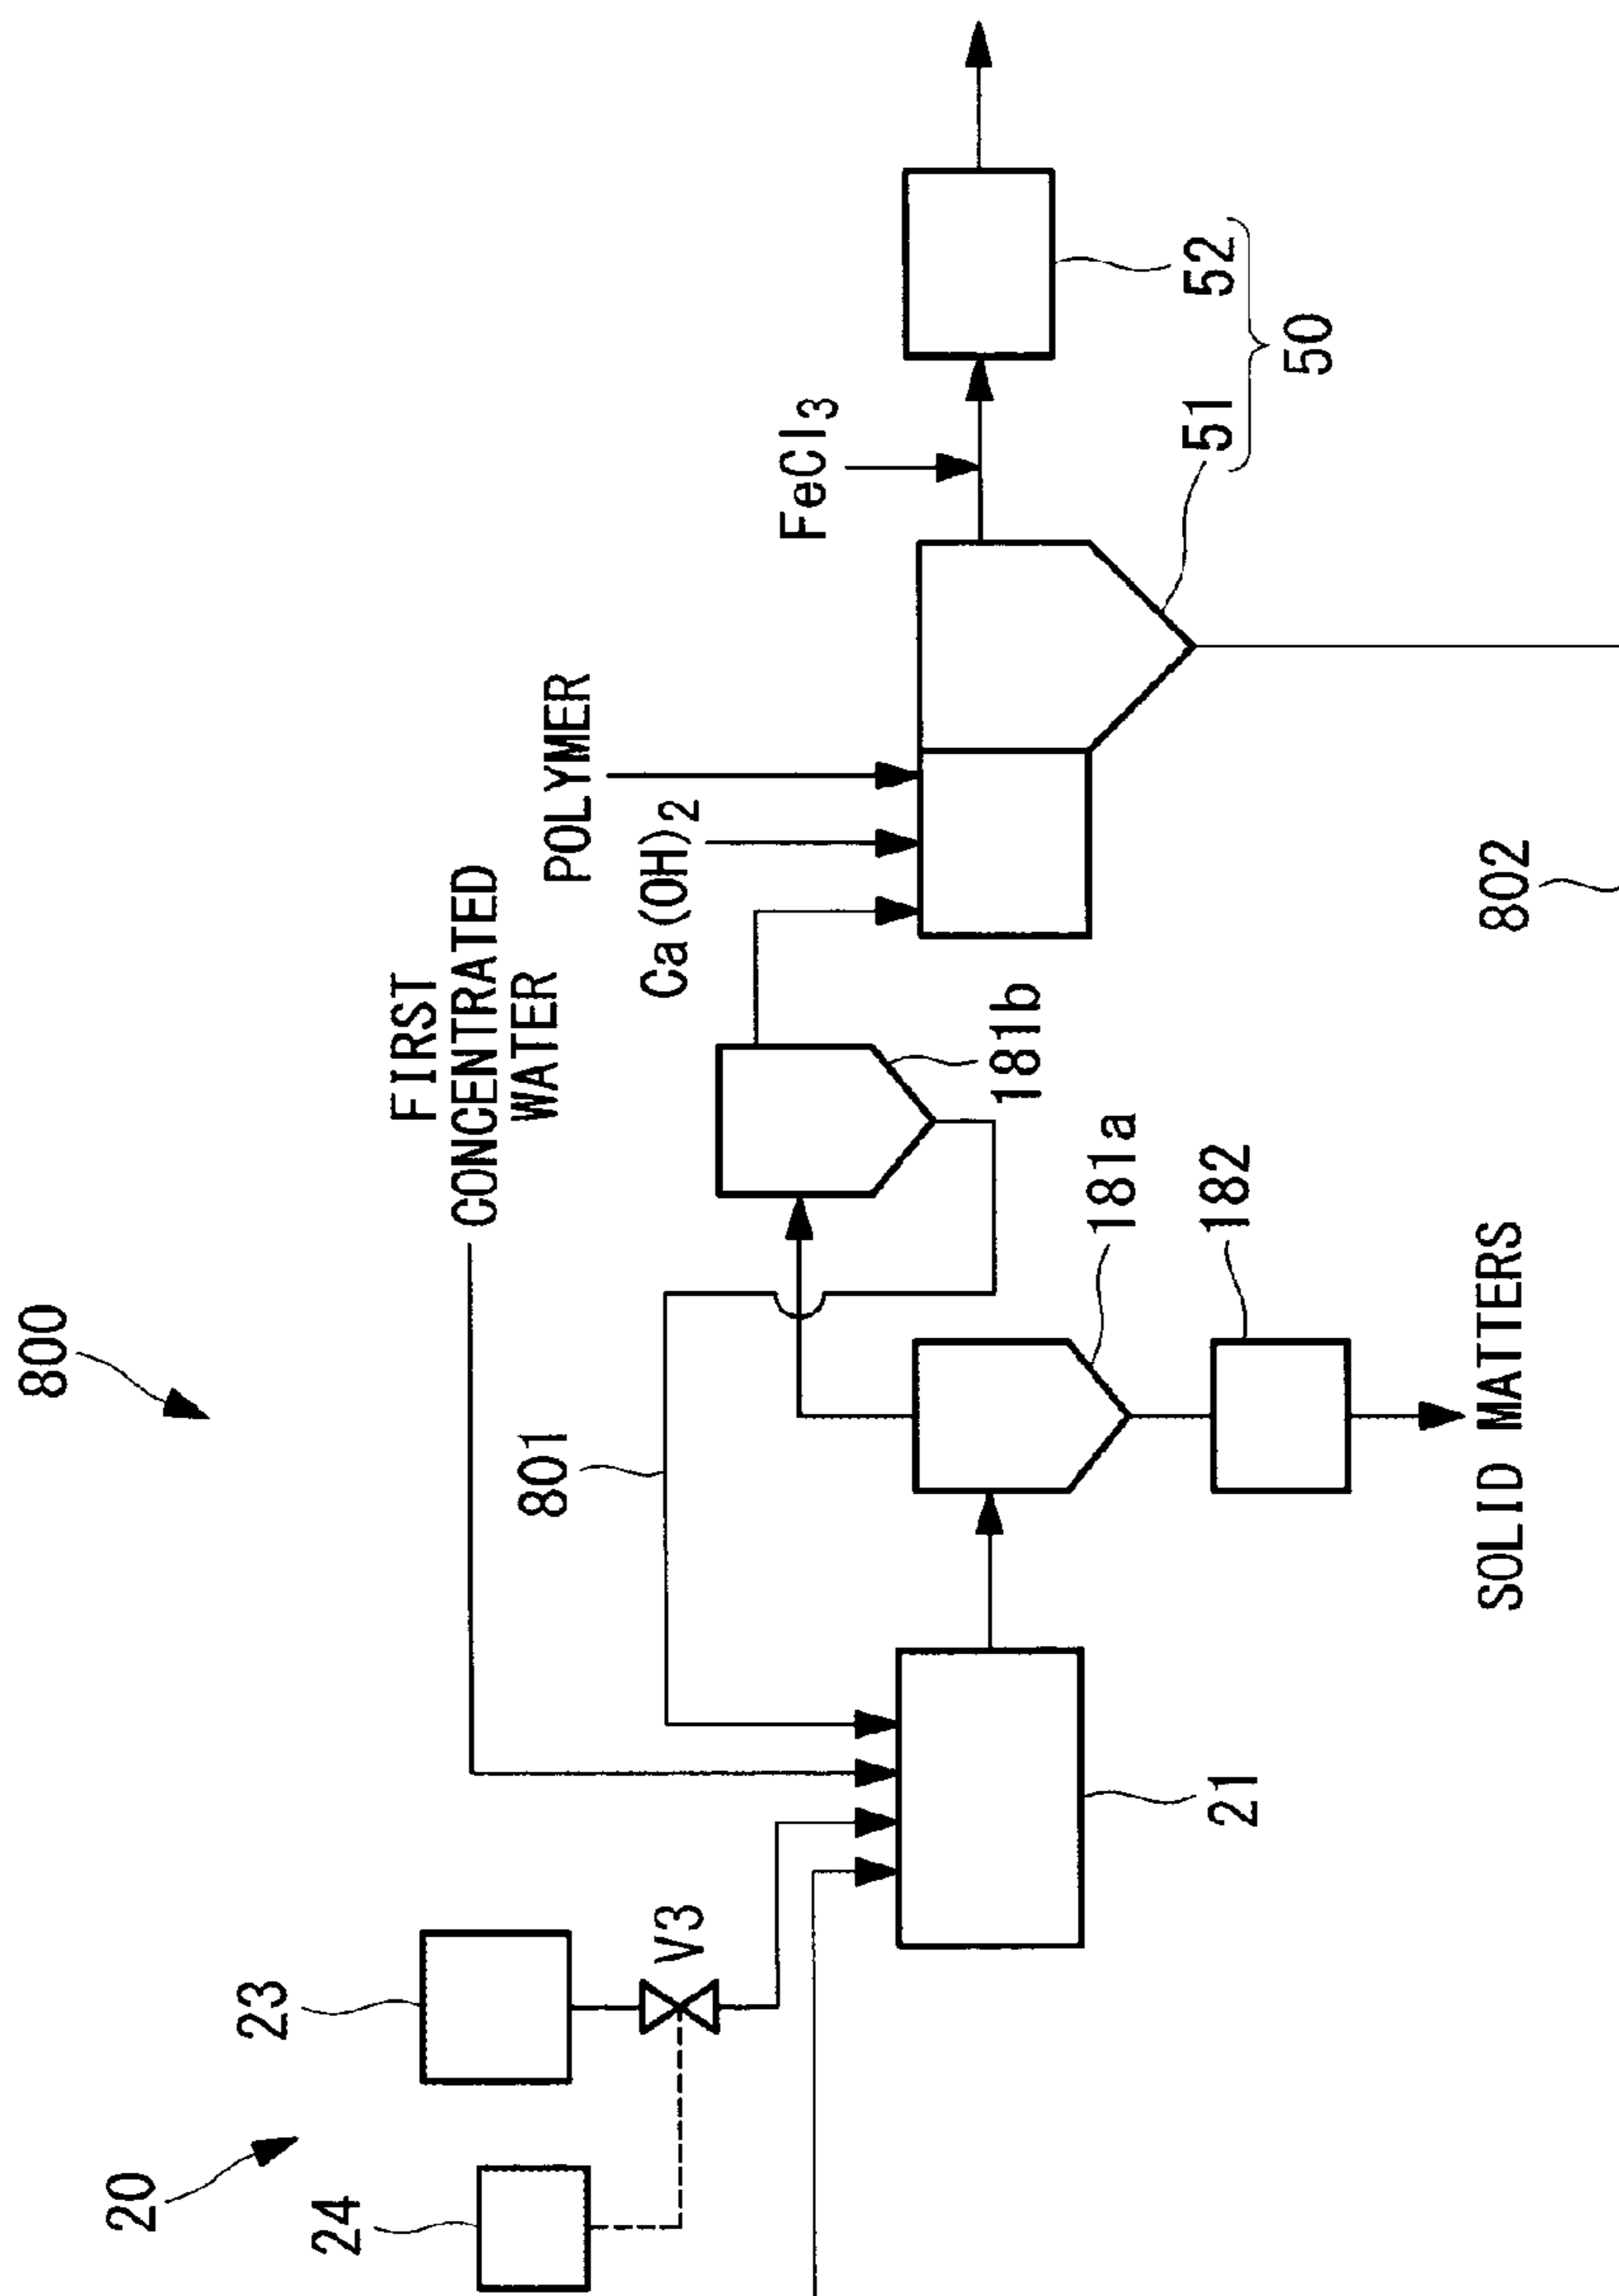 800
20
23
24
V3
FIRST
CONCENTRATED
WATER
801
POLYMER
Ca(OH)2
FeCl3
181b
181a
182
21
SOLID MATTERS
51
52
50
802